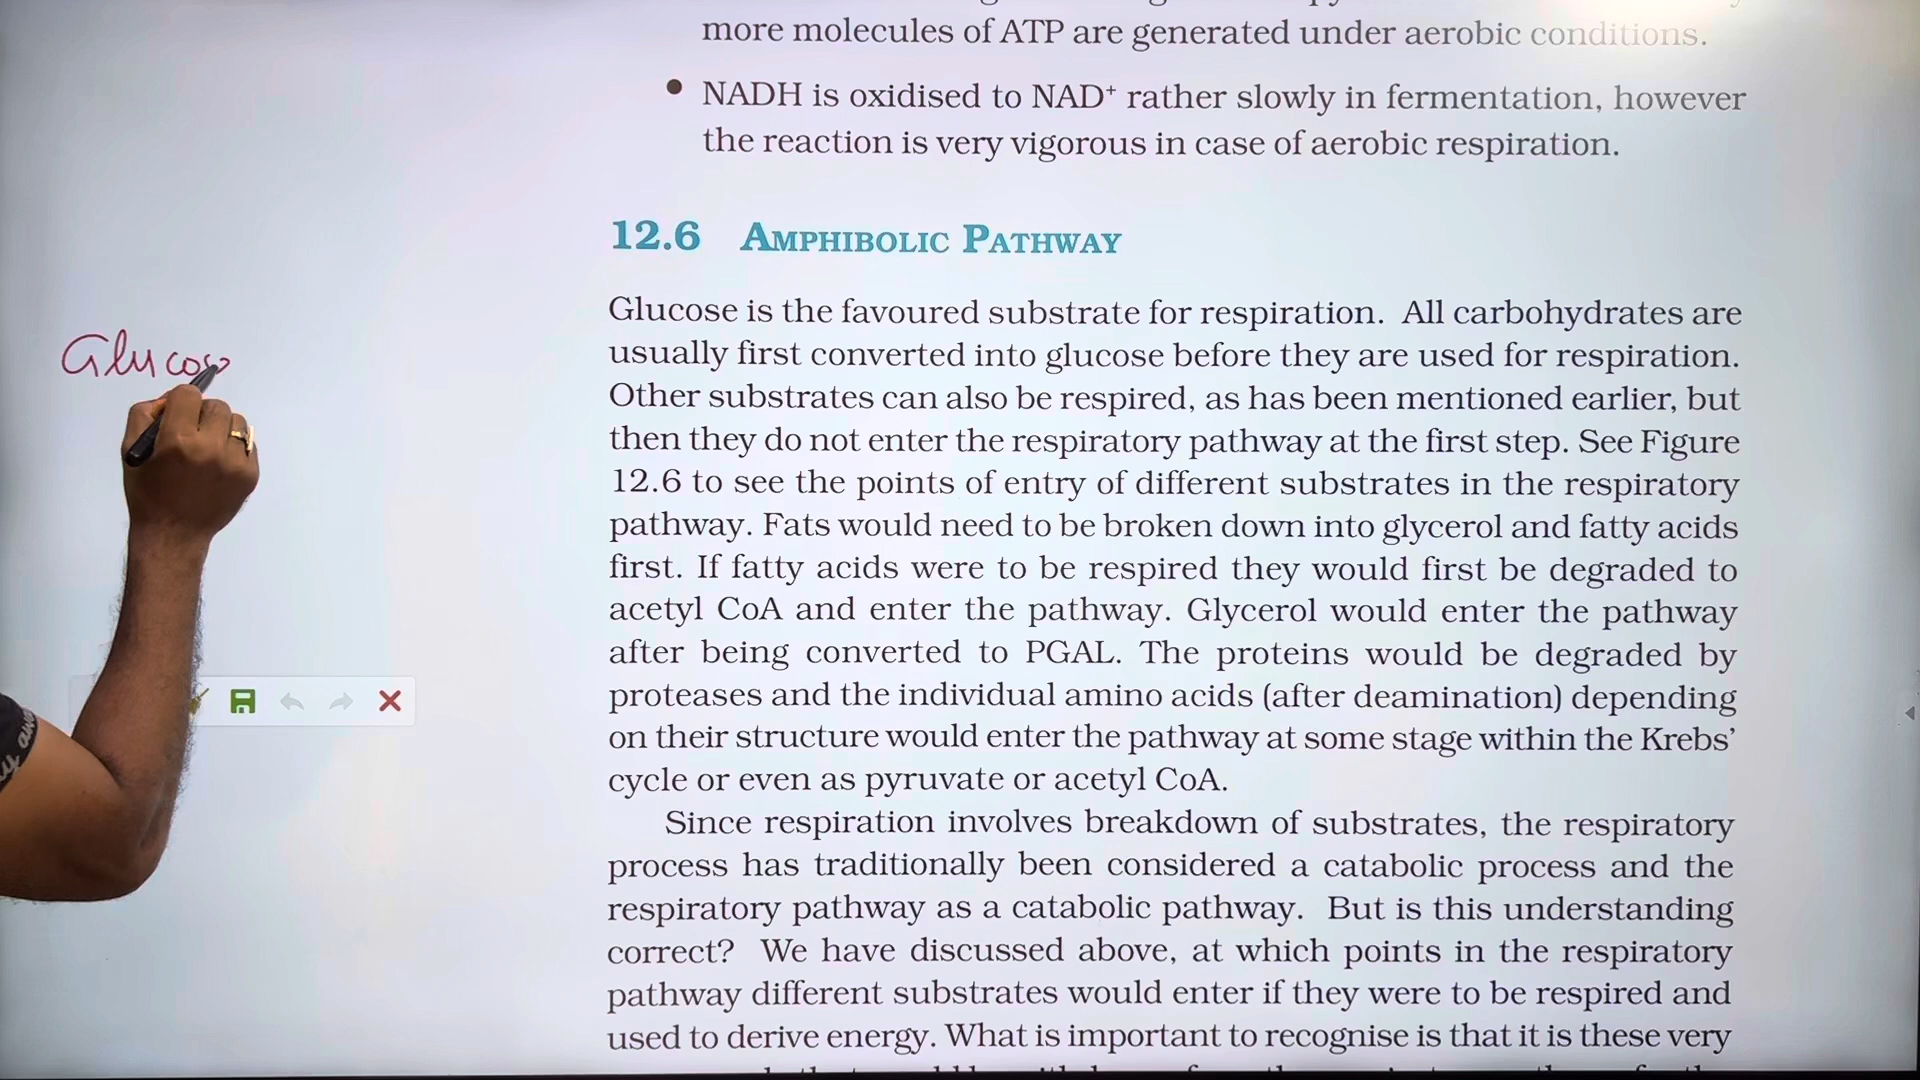 more molecules of ATP are generated under aerobic conditions.
• NADH is oxidised to NAD⁺ rather slowly in fermentation, however
the reaction is very vigorous in case of aerobic respiration.
12.6 AMPHIBOLIC PATHWAY
Glucose is the favoured substrate for respiration. All carbohydrates are
usually first converted into glucose before they are used for respiration.
Other substrates can also be respired, as has been mentioned earlier, but
then they do not enter the respiratory pathway at the first step. See Figure
12.6 to see the points of entry of different substrates in the respiratory
pathway. Fats would need to be broken down into glycerol and fatty acids
first. If fatty acids were to be respired they would first be degraded to
acetyl CoA and enter the pathway. Glycerol would enter the pathway
after being converted to PGAL. The proteins would be degraded by
proteases and the individual amino acids (after deamination) depending
on their structure would enter the pathway at some stage within the Krebs’
cycle or even as pyruvate or acetyl CoA.
Since respiration involves breakdown of substrates, the respiratory
process has traditionally been considered a catabolic process and the
respiratory pathway as a catabolic pathway. But is this understanding
correct? We have discussed above, at which points in the respiratory
pathway different substrates would enter if they were to be respired and
used to derive energy. What is important to recognise is that it is these very
Glucos